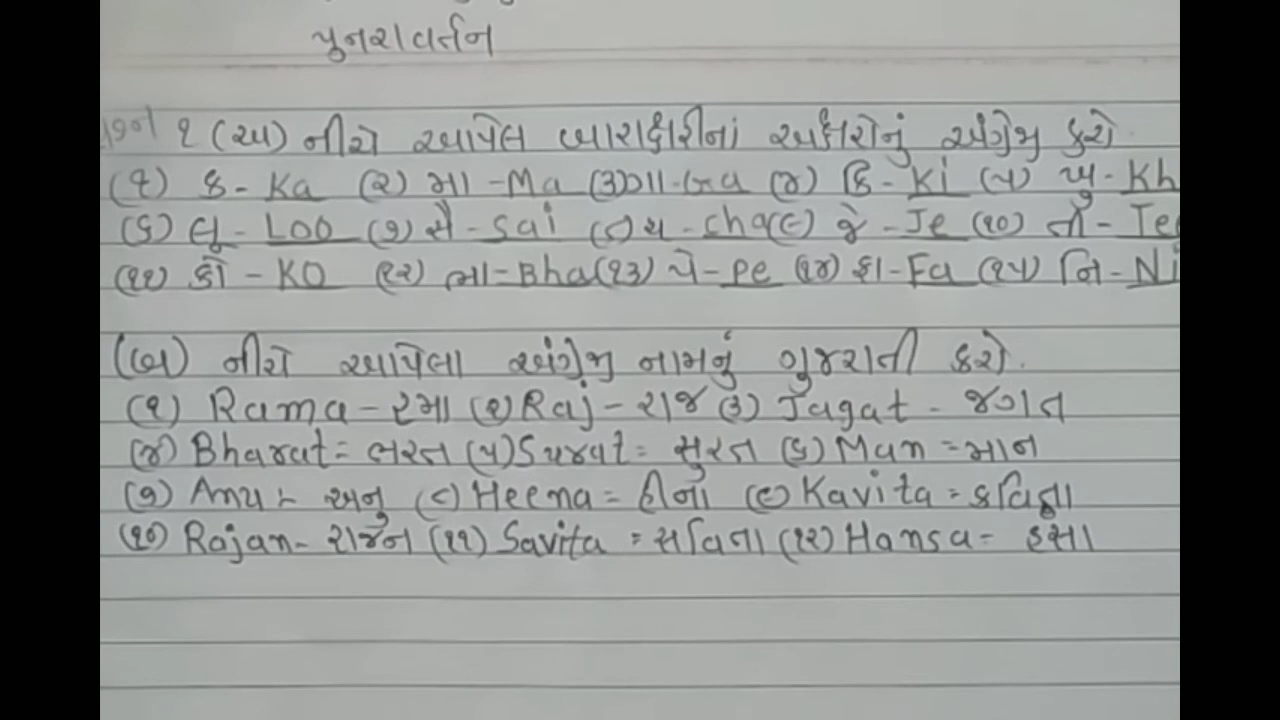 પુનરાવર્તન
૧ (અ) નીચે આપેલ બારાક્ષરીનાં અક્ષરોનું અંગ્રેજી કરો.
(૧) ક - Ka (૨) મા - Ma (૩) ગા - Ga (૪) કિ - Ki (૫) ખુ - Kh
(૬) લૂ - Loo (૭) સૈ - Sai (૮) ચ - Cha (૯) જે - Je (૧૦) તે - Te
(૧૧) કો - KO (૧૨) ભા - Bha (૧૩) પે - Pe (૧૪) ફા - Fa (૧૫) નિ - Ni
(બ) નીચે આપેલા અંગ્રેજી નામનું ગુજરાતી કરો.
(૧) Rama - રમા (૨) Raj - રાજ (૩) Jagat - જગત
(૪) Bharat = ભરત (૫) Surat = સુરત (૬) Man = માન
(૭) Anu :- અનુ (૮) Heena = હીના (૯) Kavita = કવિતા
(૧૦) Rajan - રાજન (૧૧) Savita = સવિતા (૧૨) Hansa - હંસા